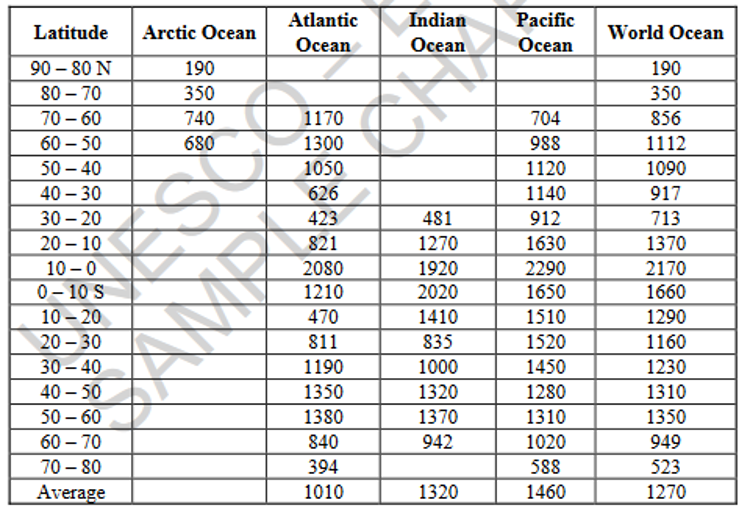 Latitude Arctic Ocean Atlantic Ocean Indian Ocean Pacific Ocean World Ocean
90 – 80 N 190 190
80 – 70 350 350
70 – 60 740 1170 704 856
60 – 50 680 1300 988 1112
50 – 40 1050 1120 1090
40 – 30 626 1140 917
30 – 20 423 481 912 713
20 – 10 821 1270 1630 1370
10 – 0 2080 1920 2290 2170
0 – 10 S 1210 2020 1650 1660
10 – 20 470 1410 1510 1290
20 – 30 811 835 1520 1160
30 – 40 1190 1000 1450 1230
40 – 50 1350 1320 1280 1310
50 – 60 1380 1370 1310 1350
60 – 70 840 942 1020 949
70 – 80 394 588 523
Average 1010 1320 1460 1270
UNESCO – E
SAMPLE CHA